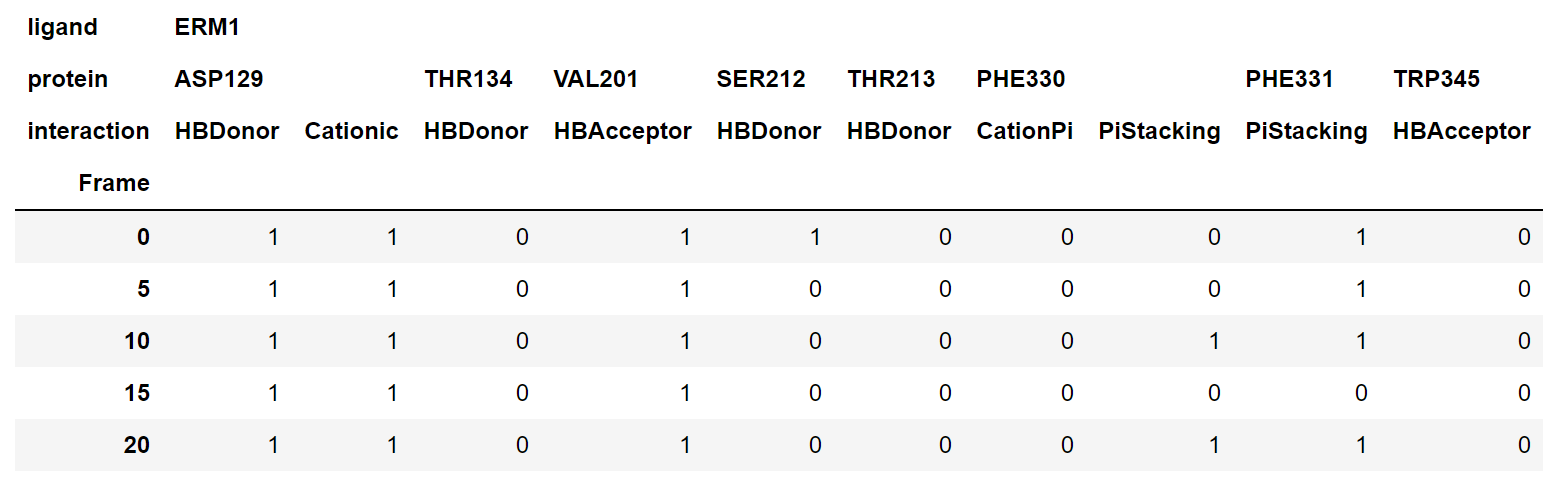 ligand ERM1
protein ASP129 THR134 VAL201 SER212 THR213 PHE330 PHE331 TRP345
interaction HBDonor Cationic HBDonor HBAcceptor HBDonor HBDonor CationPi PiStacking PiStacking HBAcceptor
Frame
0 1 1 0 1 1 0 0 0 1 0
5 1 1 0 1 0 0 0 0 1 0
10 1 1 0 1 0 0 0 1 1 0
15 1 1 0 1 0 0 0 0 0 0
20 1 1 0 1 0 0 0 1 1 0